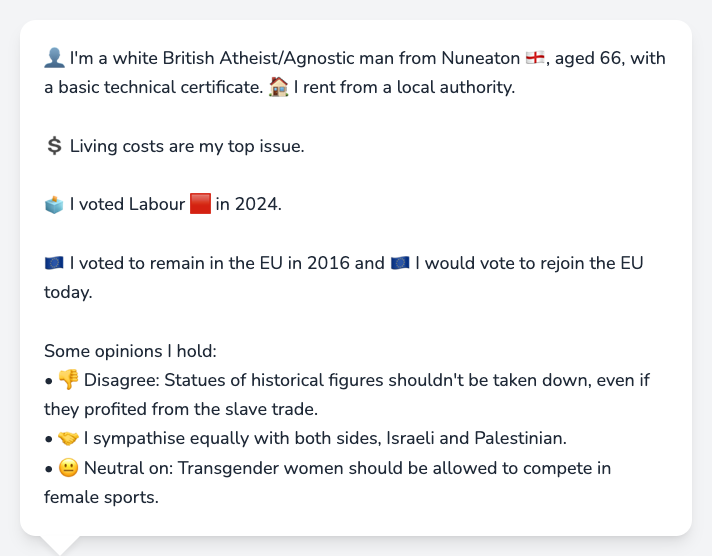 👤 I'm a white British Atheist/Agnostic man from Nuneaton 🏴󠁧󠁢󠁥󠁮󠁧󠁿, aged 66, with
a basic technical certificate. 🏠 I rent from a local authority.
💲 Living costs are my top issue.
🗳️ I voted Labour 🟥 in 2024.
🇪🇺 I voted to remain in the EU in 2016 and 🇪🇺 I would vote to rejoin the EU
today.
Some opinions I hold:
• 👎 Disagree: Statues of historical figures shouldn't be taken down, even if
they profited from the slave trade.
• 🤝 I sympathise equally with both sides, Israeli and Palestinian.
• 😐 Neutral on: Transgender women should be allowed to compete in
female sports.